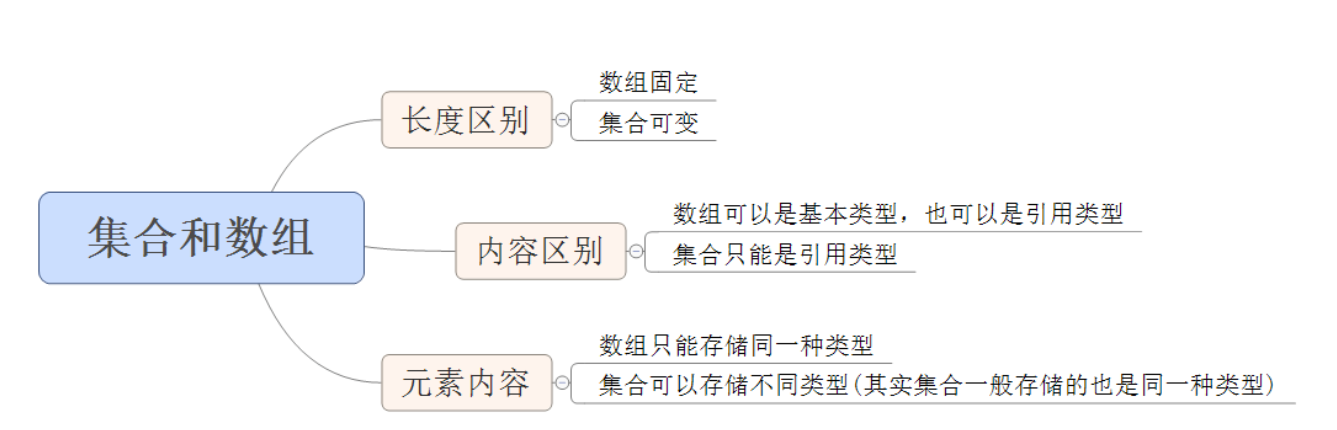 集合和数组
长度区别
数组固定
集合可变
内容区别
数组可以是基本类型，也可以是引用类型
集合只能是引用类型
元素内容
数组只能存储同一种类型
集合可以存储不同类型(其实集合一般存储的也是同一种类型)